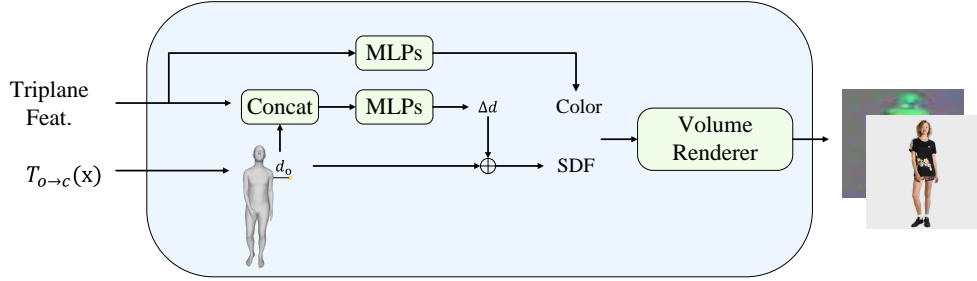 MLPs
Triplane
Feat.
Concat
MLPs
Δd
Color
Volume
Renderer
T_{o→c}(x)
d_o
SDF